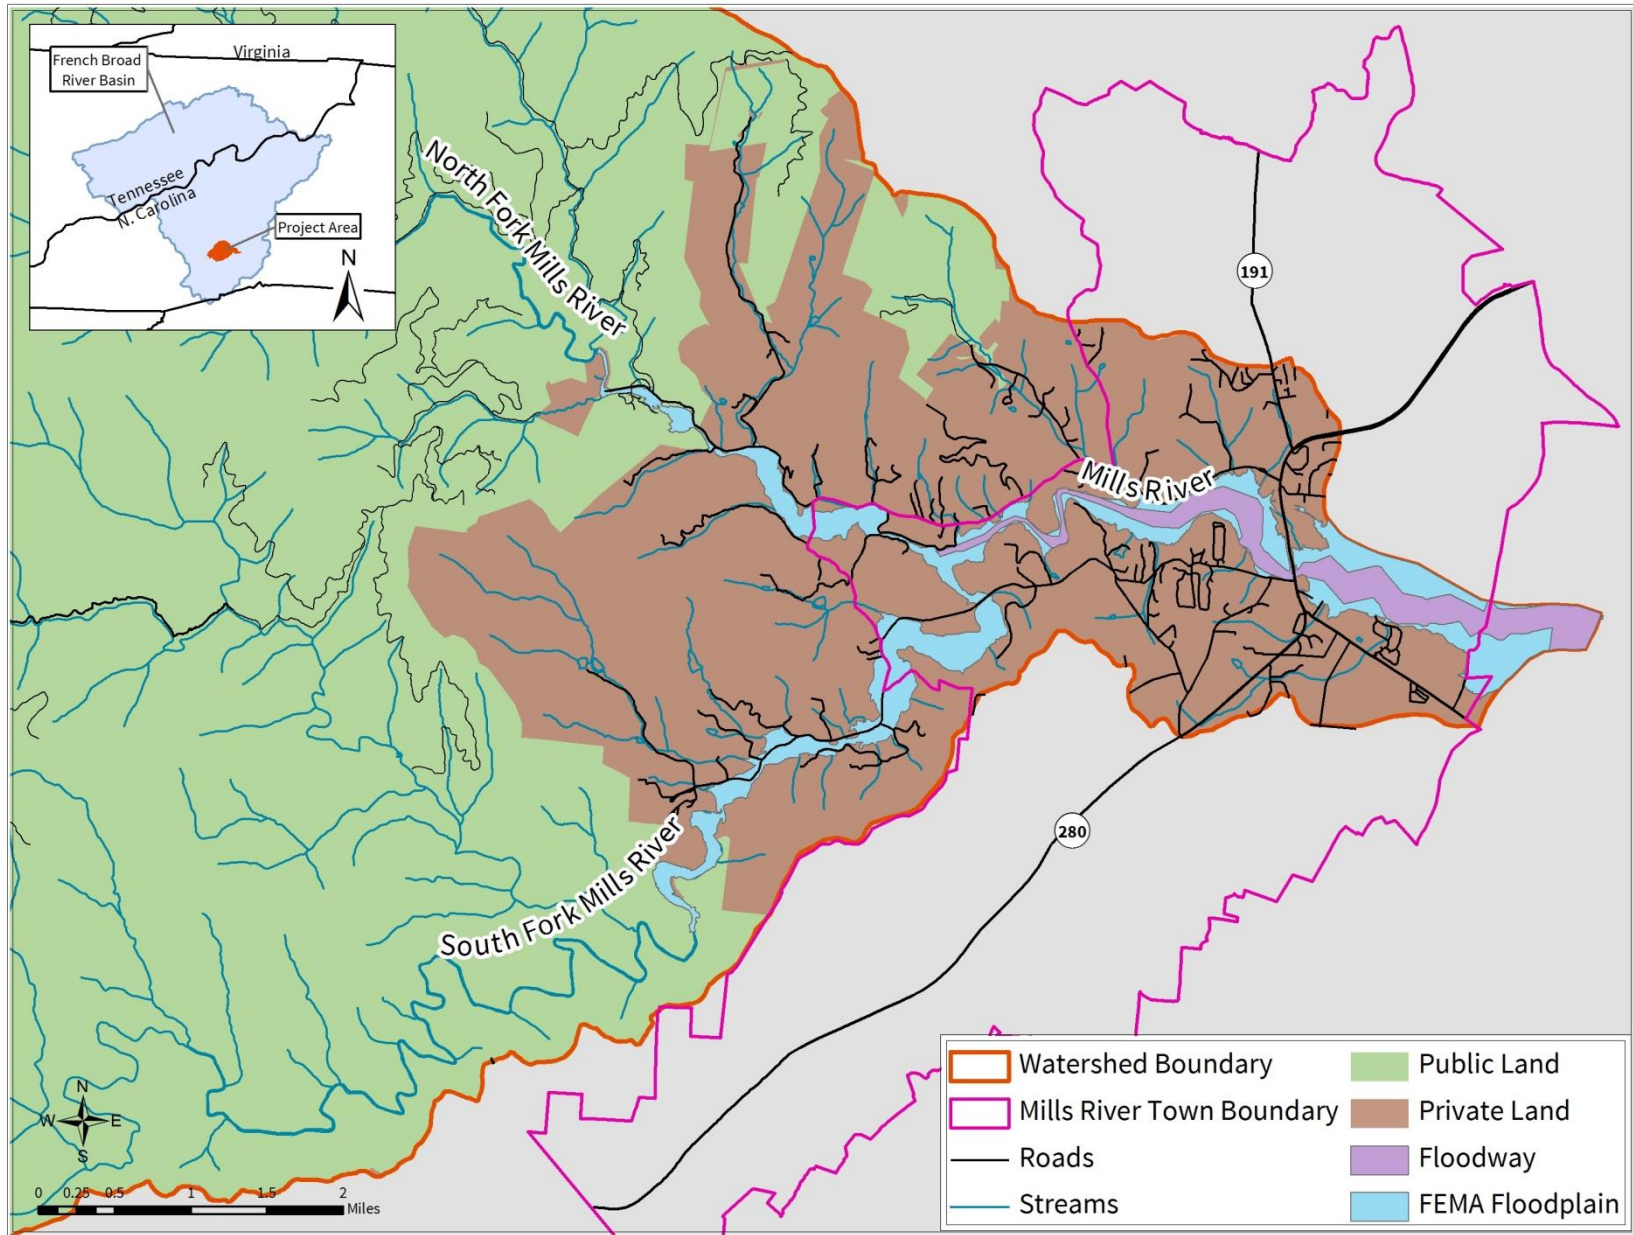 Virginia
French Broad
River Basin
Tennessee
N. Carolina
Project Area
N
North Fork Mills River
191
Mills River
280
South Fork Mills River
N
W
E
S
0 0.25 0.5 1 1.5 2
Miles
Watershed Boundary
Mills River Town Boundary
Roads
Streams
Public Land
Private Land
Floodway
FEMA Floodplain